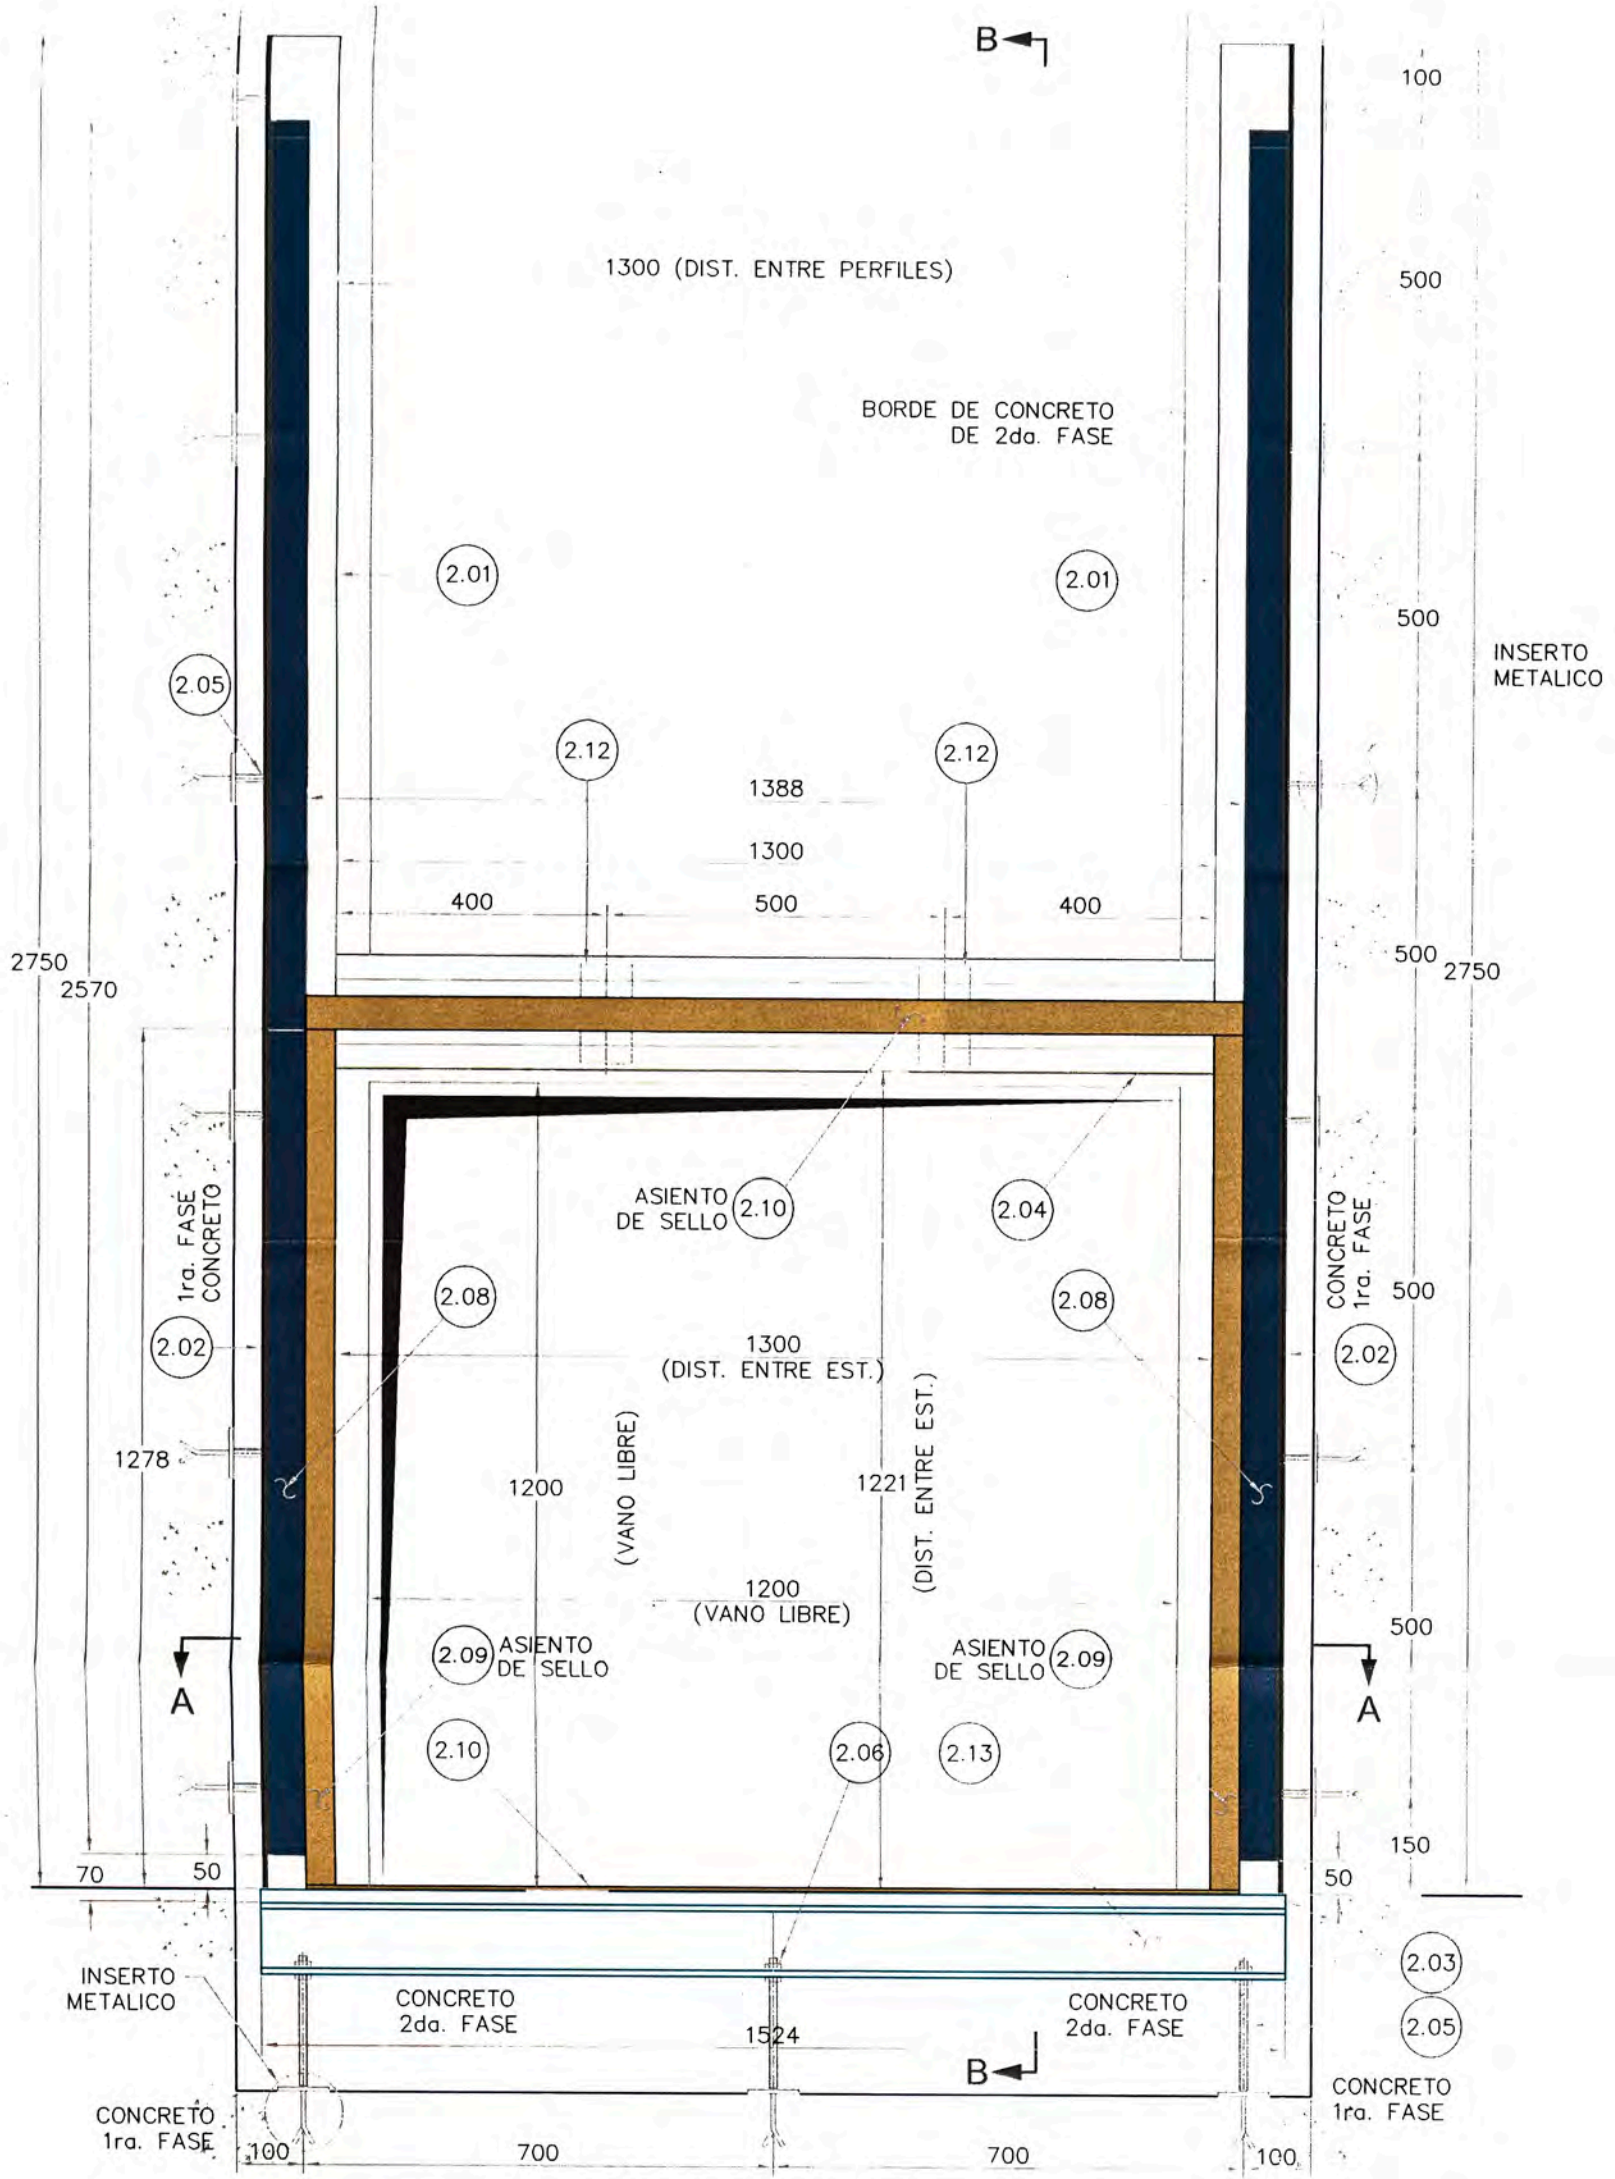 B
100
1300 (DIST. ENTRE PERFILES)
500
BORDE DE CONCRETO
DE 2da. FASE
2.01
2.01
500
INSERTO
METALICO
2.05
2.12
2.12
1388
1300
400
500
400
2750
2570
500
2750
1ra. FASE
CONCRETO
ASIENTO
DE SELLO
2.10
2.04
CONCRETO
1ra. FASE
2.08
2.08
500
2.02
1300
(DIST. ENTRE EST.)
2.02
1278
1200
(VANO LIBRE)
1221
(DIST. ENTRE EST.)
1200
(VANO LIBRE)
500
2.09
ASIENTO
DE SELLO
ASIENTO
DE SELLO
2.09
A
A
2.10
2.06
2.13
150
70
50
50
INSERTO
METALICO
CONCRETO
2da. FASE
CONCRETO
2da. FASE
2.03
2.05
1524
B
CONCRETO
1ra. FASE
CONCRETO
1ra. FASE
100
700
700
100